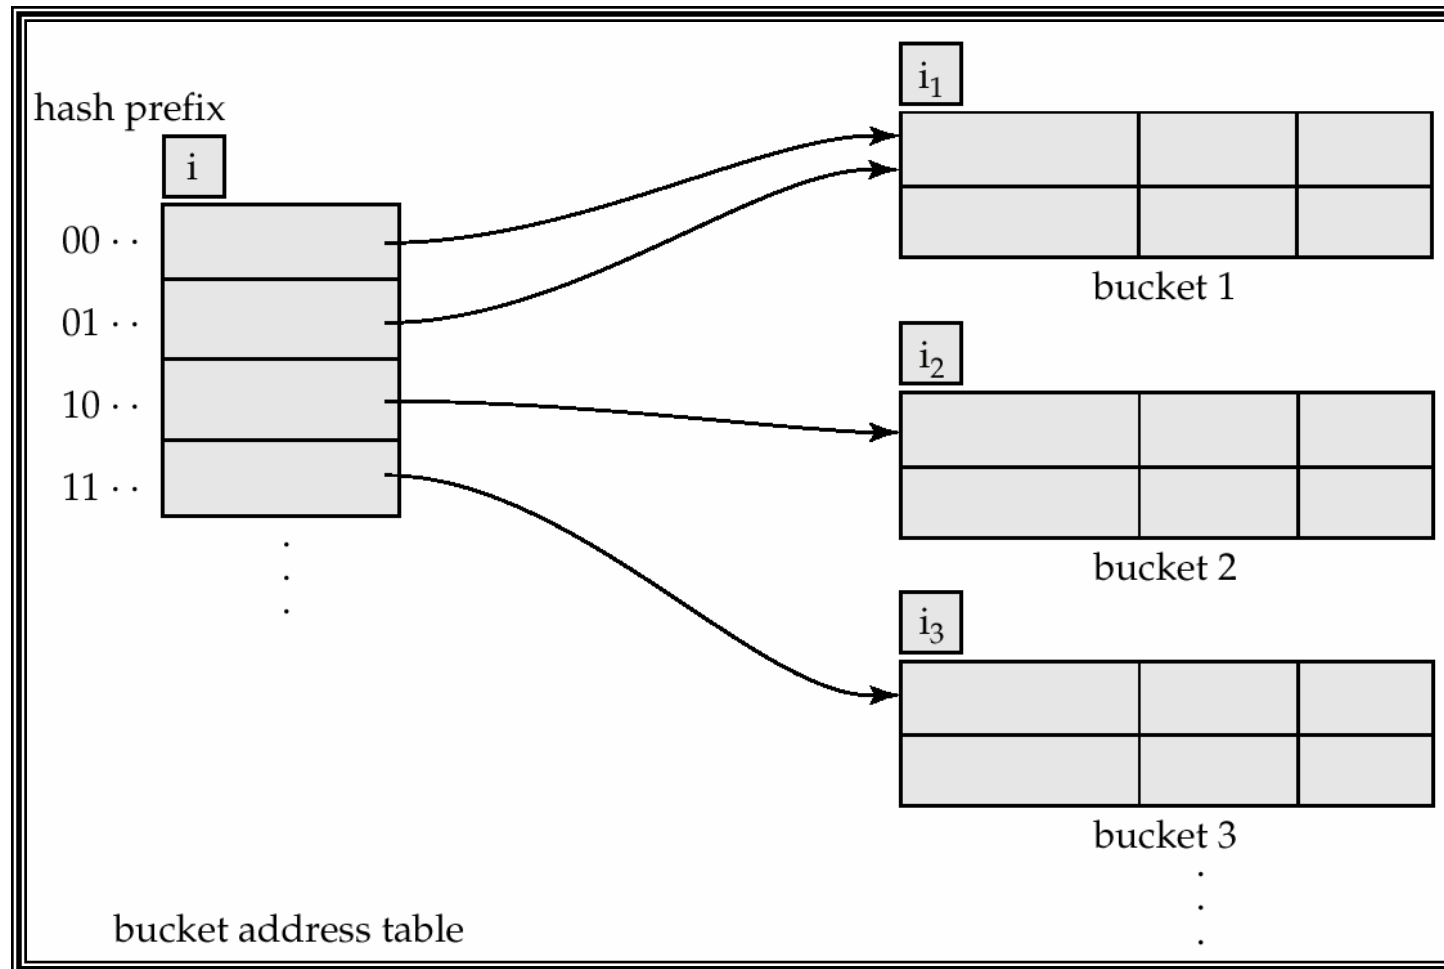 hash prefix
i
00 · ·
01 · ·
10 · ·
11 · ·
.
.
.
bucket address table
i₁
bucket 1
i₂
bucket 2
i₃
bucket 3
.
.
.